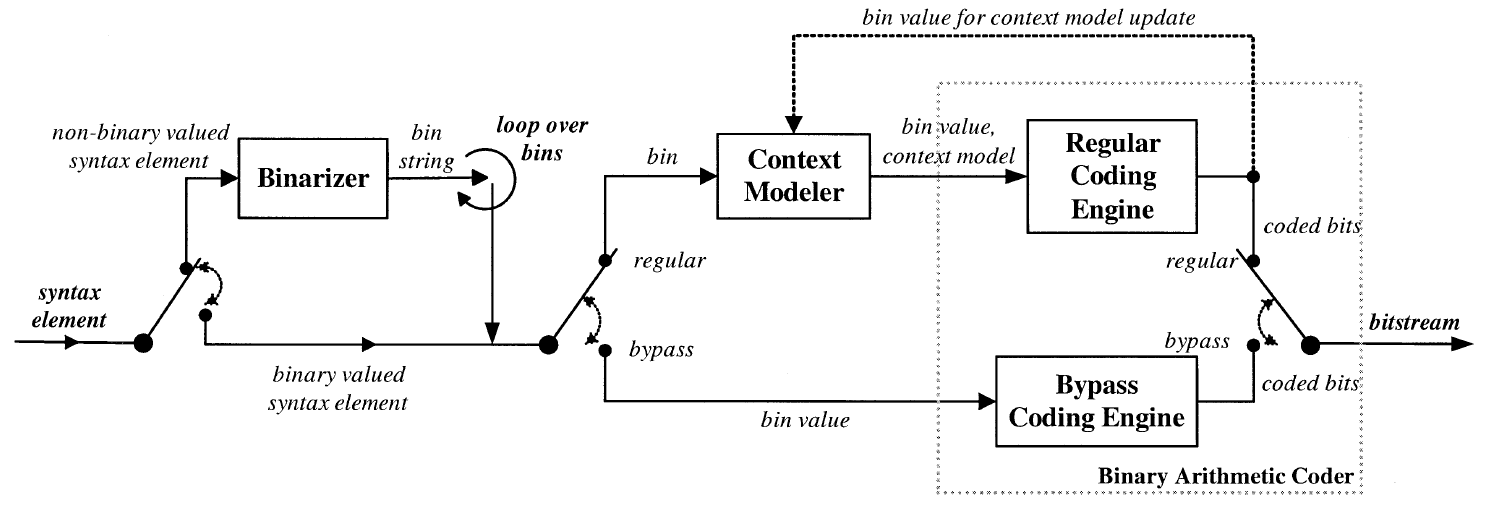 bin value for context model update
non-binary valued
syntax element
Binarizer
bin
string
loop over
bins
bin
Context
Modeler
bin value,
context model
Regular
Coding
Engine
coded bits
regular
regular
syntax
element
bypass
bypass
bitstream
binary valued
syntax element
bin value
Bypass
Coding Engine
coded bits
Binary Arithmetic Coder